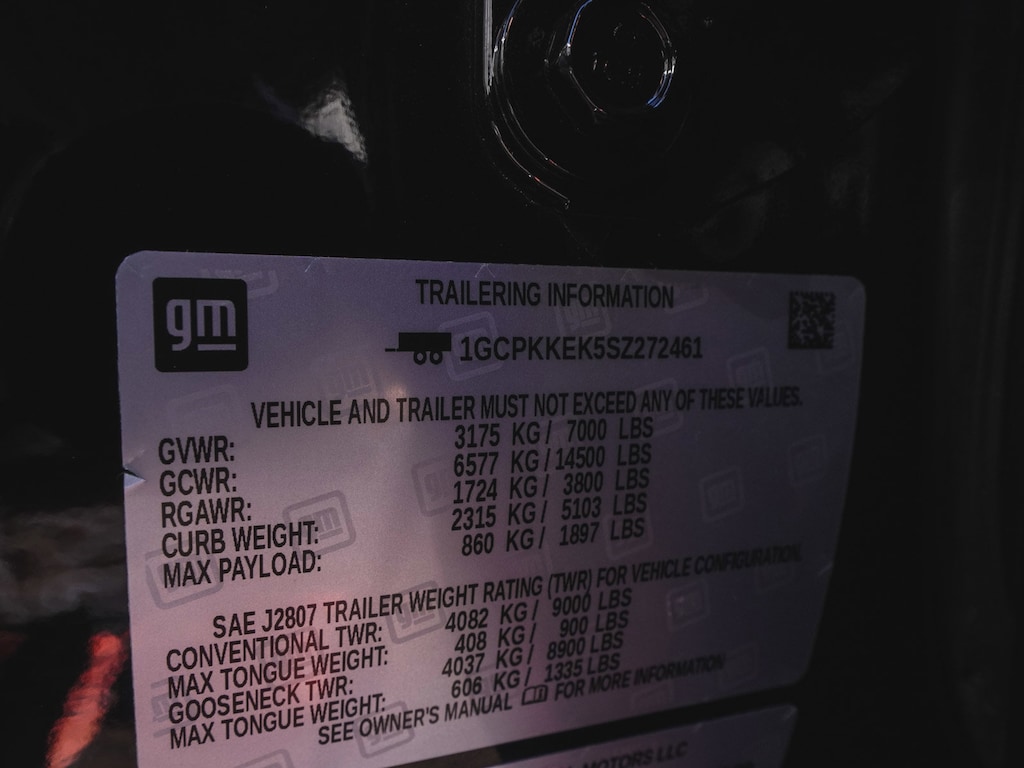 gm
TRAILERING INFORMATION
1GCPKKEK5SZ272461
VEHICLE AND TRAILER MUST NOT EXCEED ANY OF THESE VALUES.
GVWR: 3175 KG / 7000 LBS
GCWR: 6577 KG / 14500 LBS
RGAWR: 1724 KG / 3800 LBS
CURB WEIGHT: 2315 KG / 5103 LBS
MAX PAYLOAD: 860 KG / 1897 LBS
SAE J2807 TRAILER WEIGHT RATING (TWR) FOR VEHICLE CONFIGURATION.
CONVENTIONAL TWR: 4082 KG / 9000 LBS
MAX TONGUE WEIGHT: 408 KG / 900 LBS
GOOSENECK TWR: 4037 KG / 8900 LBS
MAX TONGUE WEIGHT: 606 KG / 1335 LBS
SEE OWNER'S MANUAL FOR MORE INFORMATION
MOTORS LLC